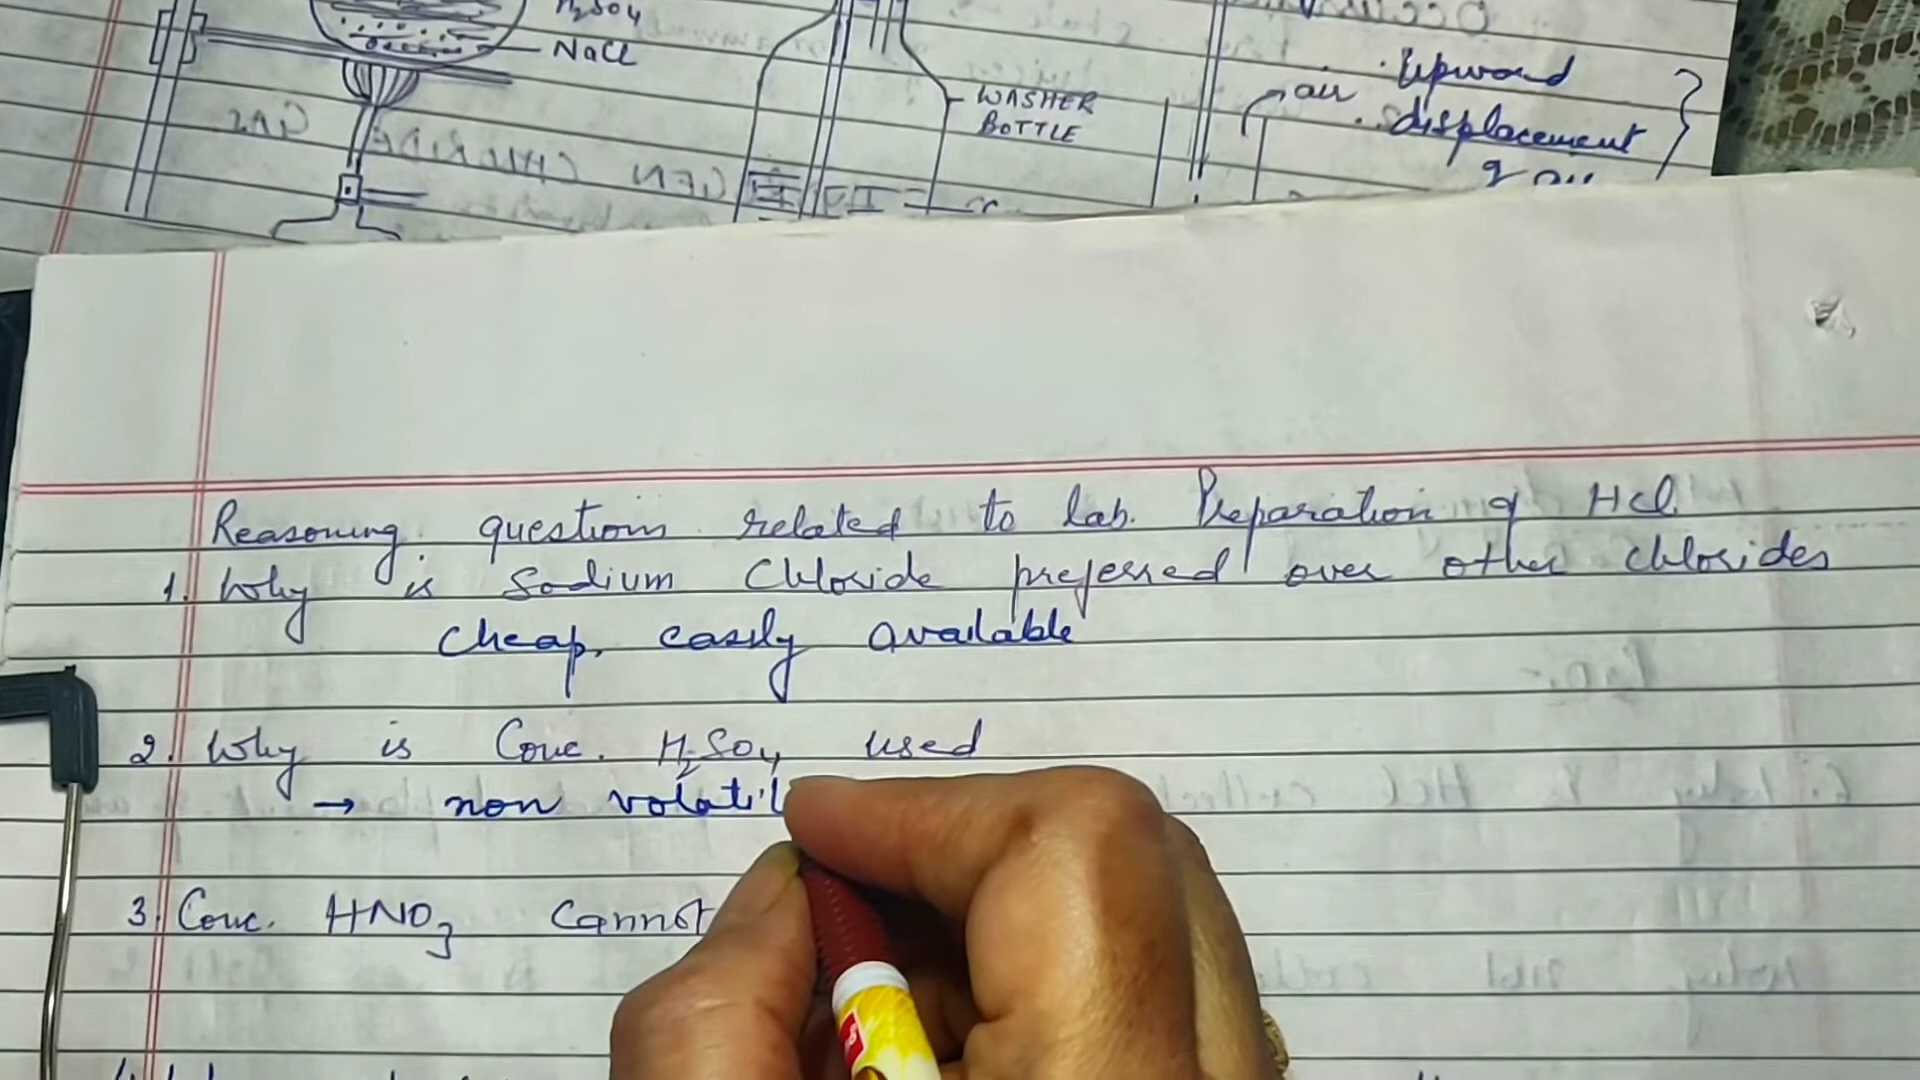 H₂SO₄
NaCl
WASHER
BOTTLE
air
Upward
displacement
Reasoning questions related to lab. Preparation of HCl
1. Why is Sodium Chloride preferred over other chlorides
Cheap, easily available
2. Why is Conc. H₂SO₄ used
→ non volatil
3. Conc. HNO₃ cannot